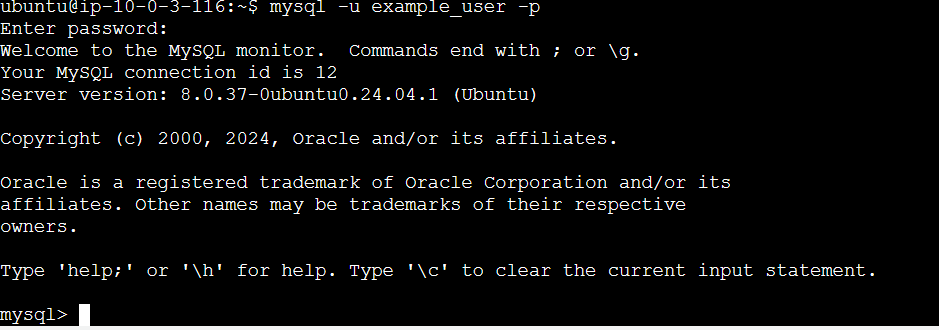 ubuntu@ip-10-0-3-116:~$ mysql -u example_user -p
Enter password:
Welcome to the MySQL monitor.  Commands end with ; or \g.
Your MySQL connection id is 12
Server version: 8.0.37-0ubuntu0.24.04.1 (Ubuntu)
Copyright (c) 2000, 2024, Oracle and/or its affiliates.
Oracle is a registered trademark of Oracle Corporation and/or its
affiliates. Other names may be trademarks of their respective
owners.
Type 'help;' or '\h' for help. Type '\c' to clear the current input statement.
mysql>